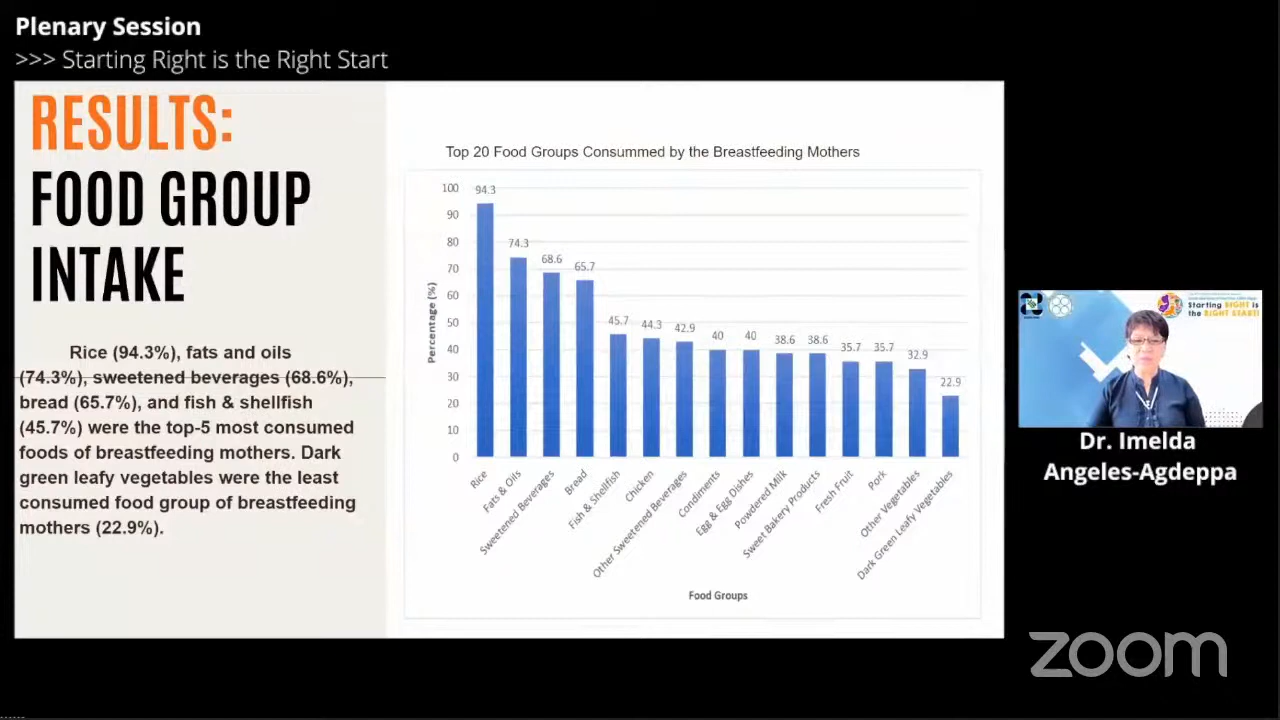 Plenary Session
>>> Starting Right is the Right Start
RESULTS:
FOOD GROUP
INTAKE
Rice (94.3%), fats and oils
(74.3%), sweetened beverages (68.6%),
bread (65.7%), and fish & shellfish
(45.7%) were the top-5 most consumed
foods of breastfeeding mothers. Dark
green leafy vegetables were the least
consumed food group of breastfeeding
mothers (22.9%).
Top 20 Food Groups Consummed by the Breastfeeding Mothers
Percentage (%)
100
90
80
70
60
50
40
30
20
10
0
94.3
74.3
68.6
65.7
45.7
44.3
42.9
40
40
38.6
38.6
35.7
35.7
32.9
22.9
Rice
Fats & Oils
Sweetened Beverages
Bread
Fish & Shellfish
Chicken
Other Sweetened Beverages
Condiments
Egg & Egg Dishes
Powdered Milk
Sweet Bakery Products
Fresh Fruit
Pork
Other Vegetables
Dark Green Leafy Vegetables
Food Groups
Starting RIGHT is
the RIGHT START!
Dr. Imelda
Angeles-Agdeppa
zoom